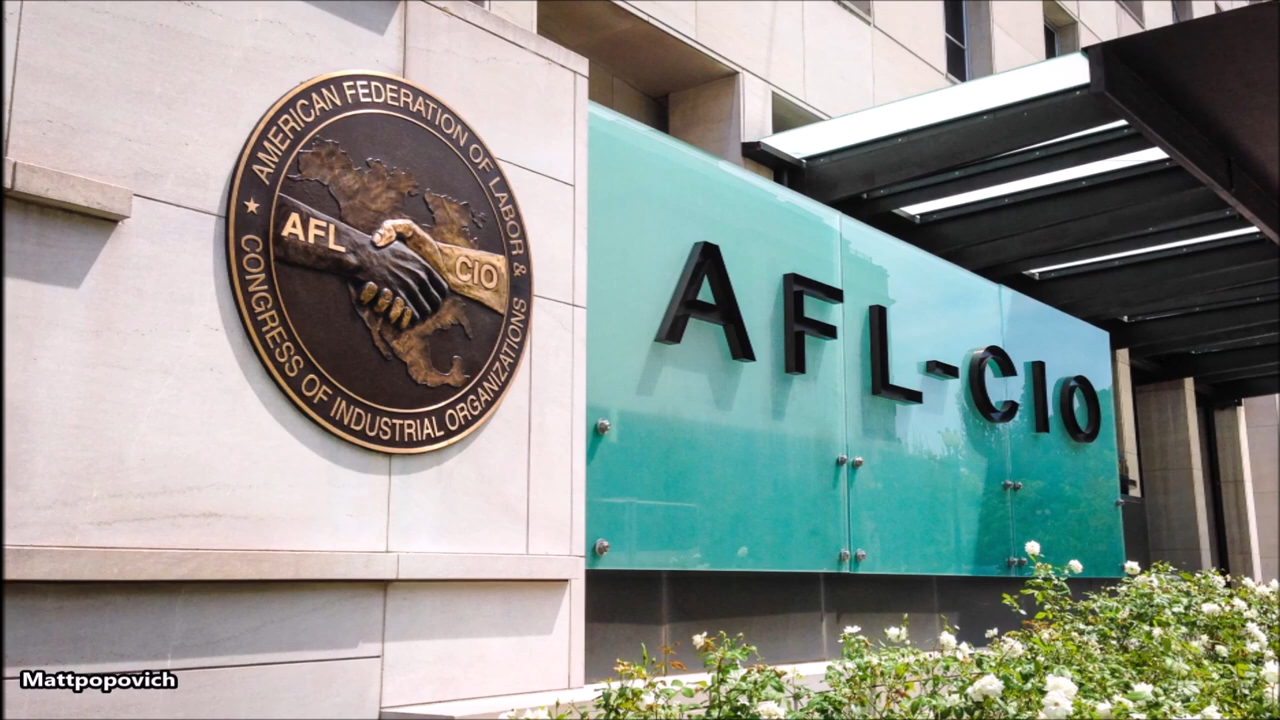 AMERICAN FEDERATION OF LABOR &
CONGRESS OF INDUSTRIAL ORGANIZATIONS
AFL
CIO
AFL-CIO
Mattpopovich